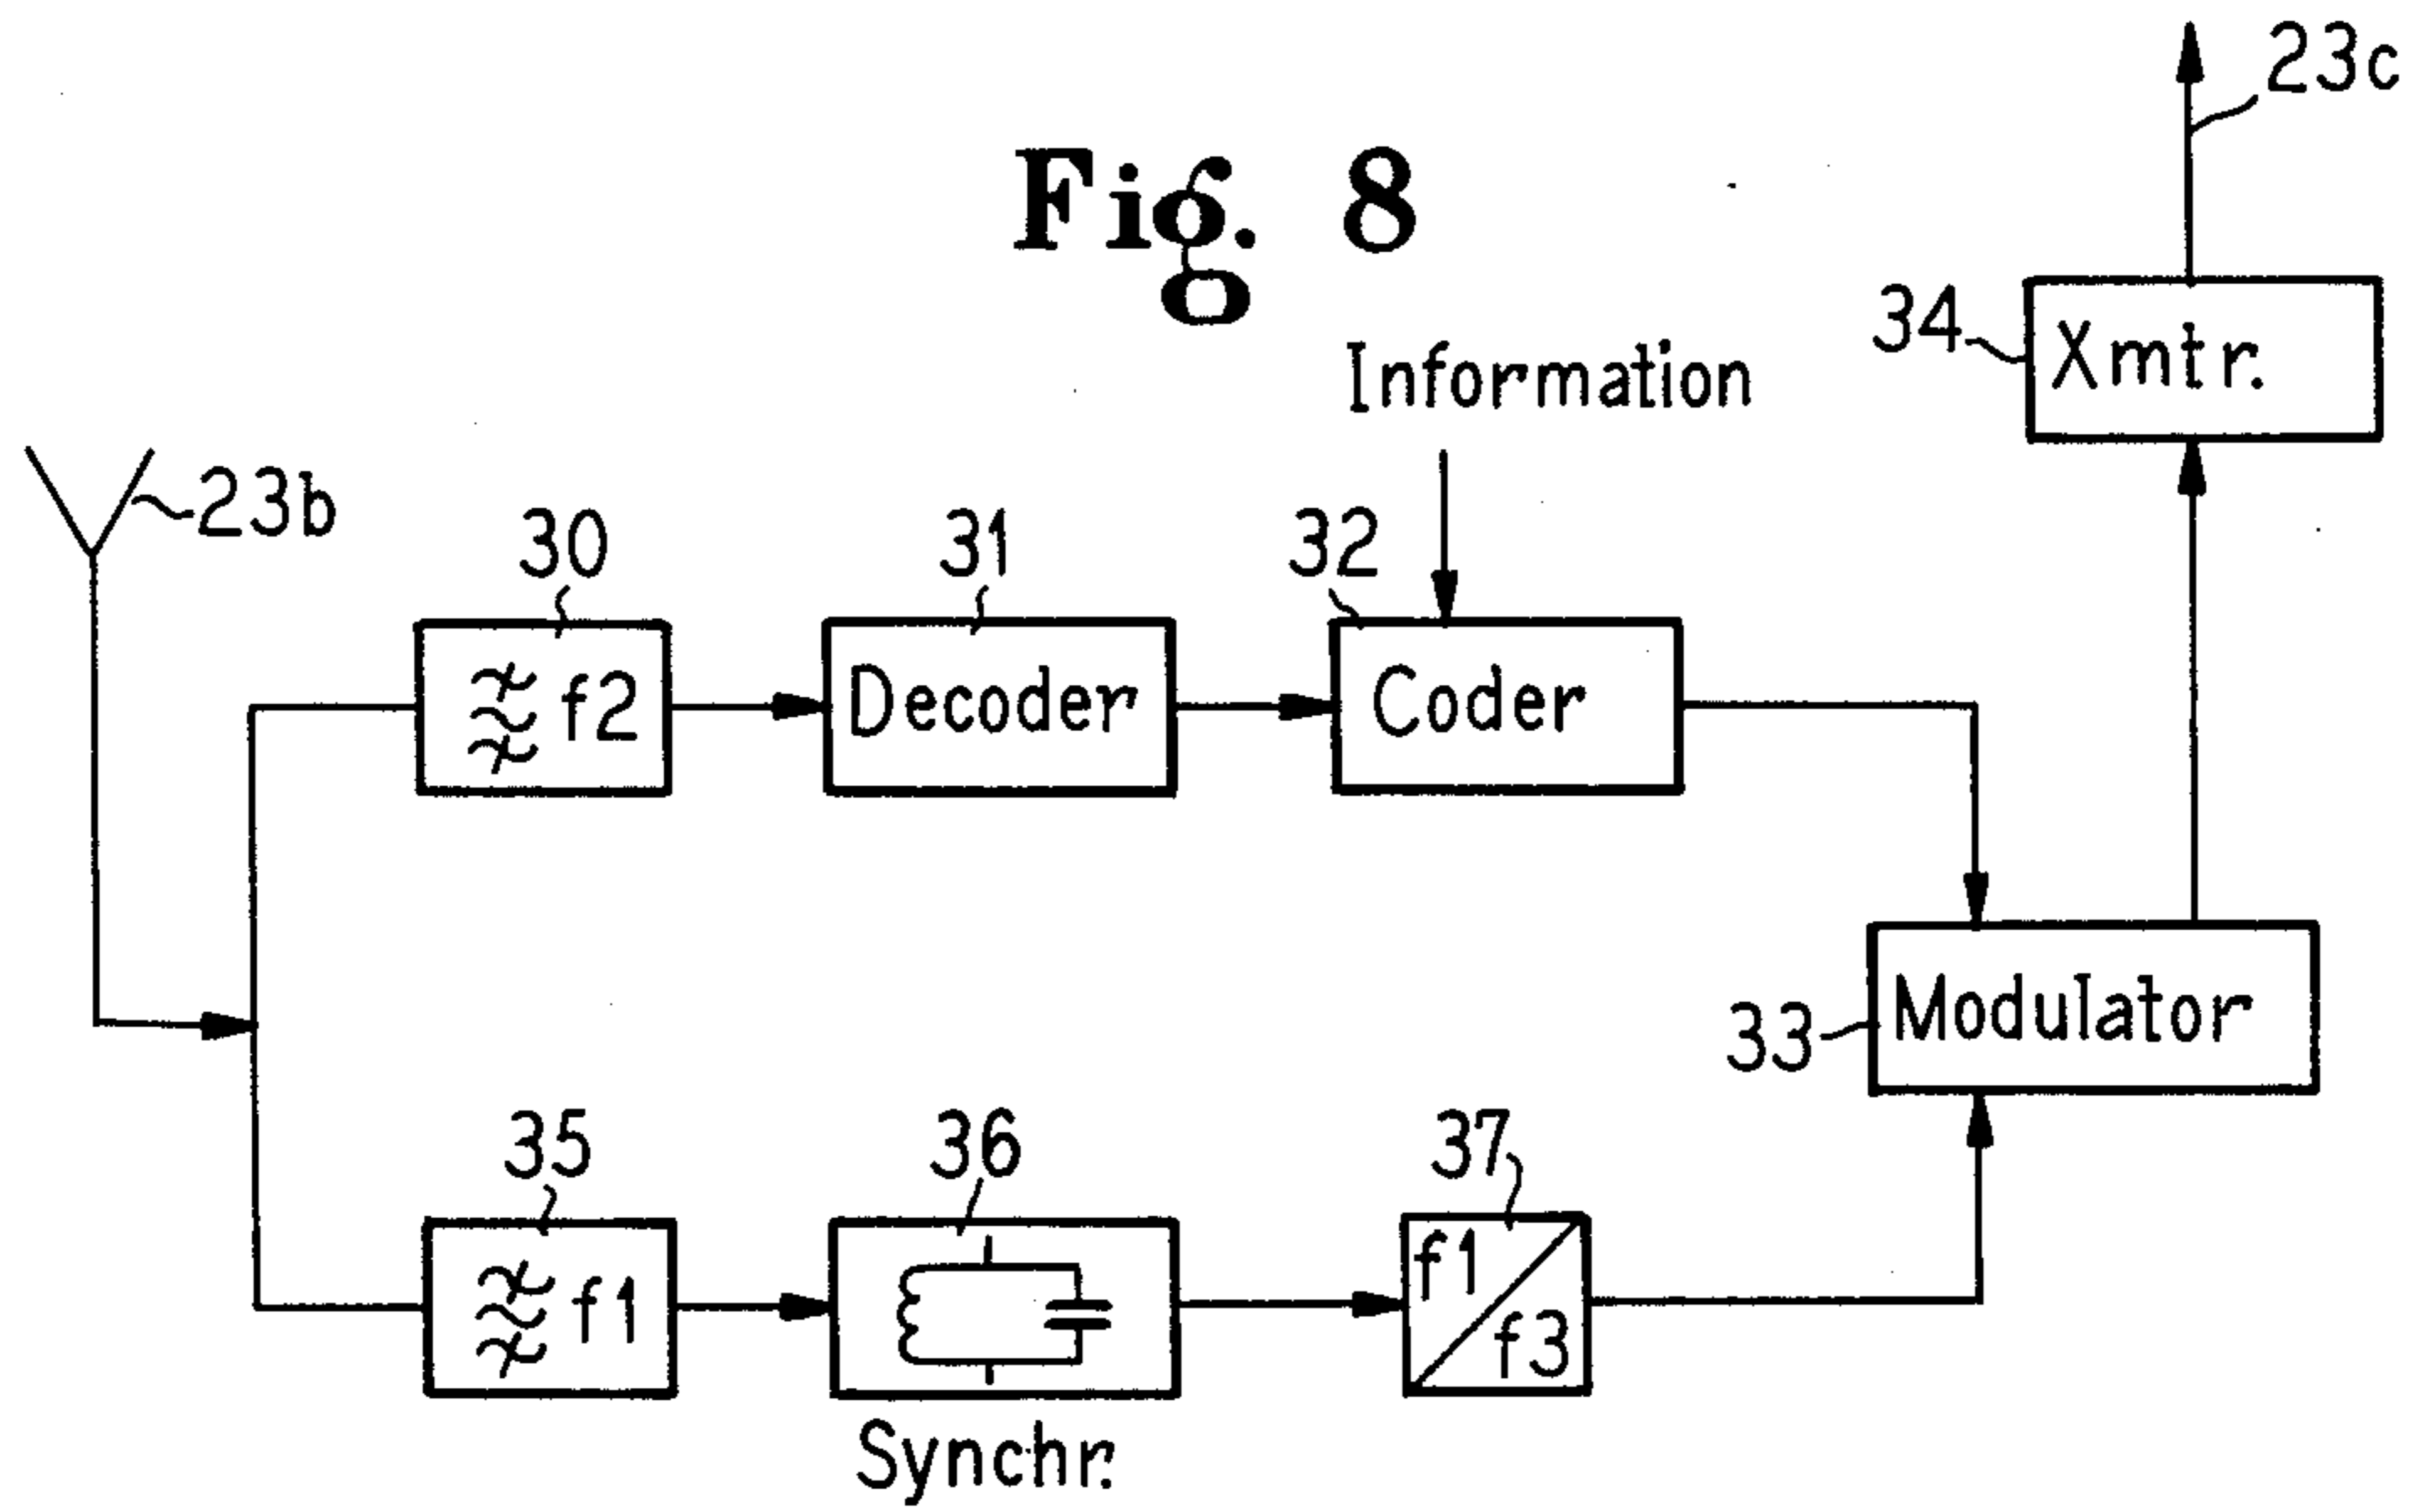 23c
Fig. 8
34
Xmtr.
Information
23b
30
31
32
f2
Decoder
Coder
33
Modulator
35
36
37
f1
f1
f3
Synchr.